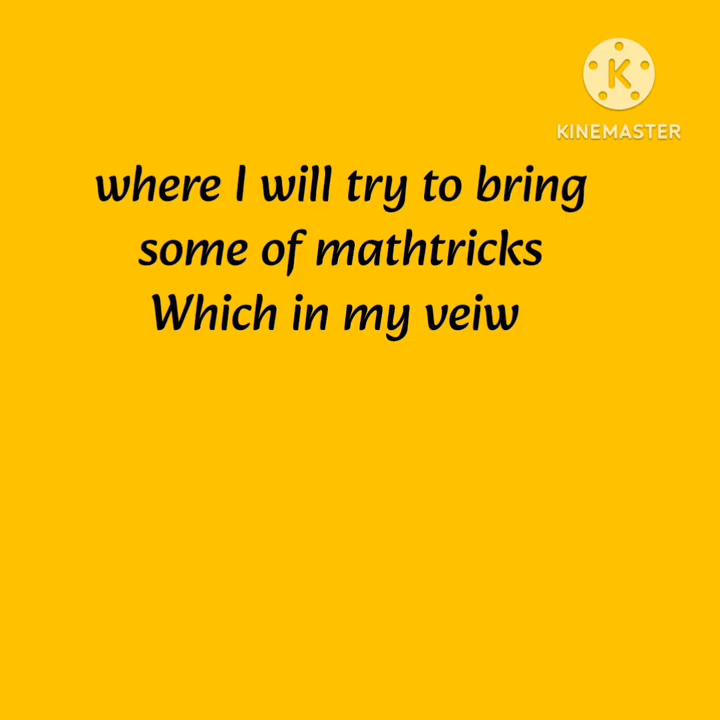 K
KINEMASTER
where I will try to bring
some of mathtricks
Which in my veiw